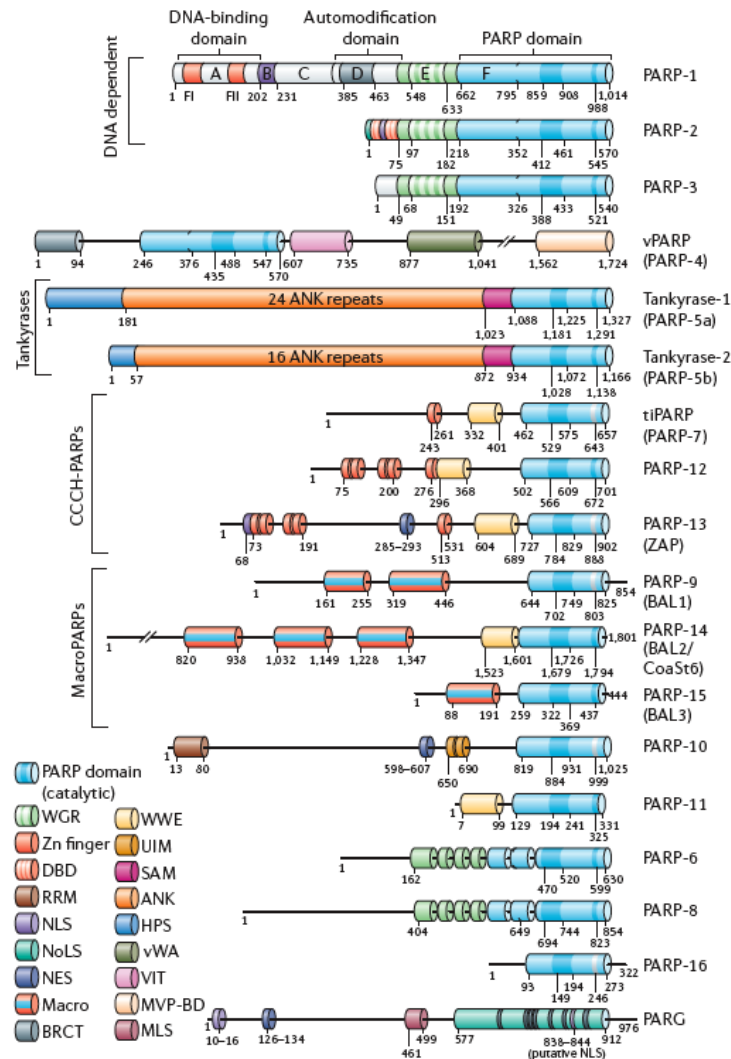 DNA-binding domain
Automodification domain
PARP domain
DNA dependent
A B C D E F
PARP-1
1 FI FII 202 231 385 463 548 633 662 795 859 908 988 1,014
PARP-2
1 75 97 182 218 352 412 461 545 570
PARP-3
1 49 68 151 192 326 388 433 521 540
vPARP
(PARP-4)
1 94 246 376 435 488 547 570 607 735 877 1,041 1,562 1,724
Tankyrases
24 ANK repeats
Tankyrase-1
(PARP-5a)
1 181 1,023 1,088 1,181 1,225 1,291 1,327
16 ANK repeats
Tankyrase-2
(PARP-5b)
1 57 872 934 1,028 1,072 1,138 1,166
CCCH-PARPs
tiPARP
(PARP-7)
1 243 261 332 401 462 529 575 643 657
PARP-12
1 75 200 276 296 368 502 566 609 672 701
PARP-13
(ZAP)
1 68 73 191 285–293 513 531 604 689 727 784 829 888 902
MacroPARPs
PARP-9
(BAL1)
1 161 255 319 446 644 702 749 803 825 854
PARP-14
(BAL2/
CoaSt6)
1 820 938 1,032 1,149 1,228 1,347 1,523 1,601 1,679 1,726 1,794 1,801
PARP-15
(BAL3)
88 191 259 322 369 437 444
PARP-10
1 13 80 598–607 650 690 819 884 931 999 1,025
PARP-11
1 7 99 129 194 241 325 331
PARP-6
1 162 470 520 599 630
PARP-8
1 404 649 694 744 823 854
PARP-16
1 93 149 194 246 273 322
PARG
1 10–16 126–134 461 499 577 838–844 912 976
(putative NLS)
PARP domain
(catalytic)
WGR
Zn finger
DBD
RRM
NLS
NoLS
NES
Macro
BRCT
WWE
UIM
SAM
ANK
HPS
vWA
VIT
MVP-BD
MLS